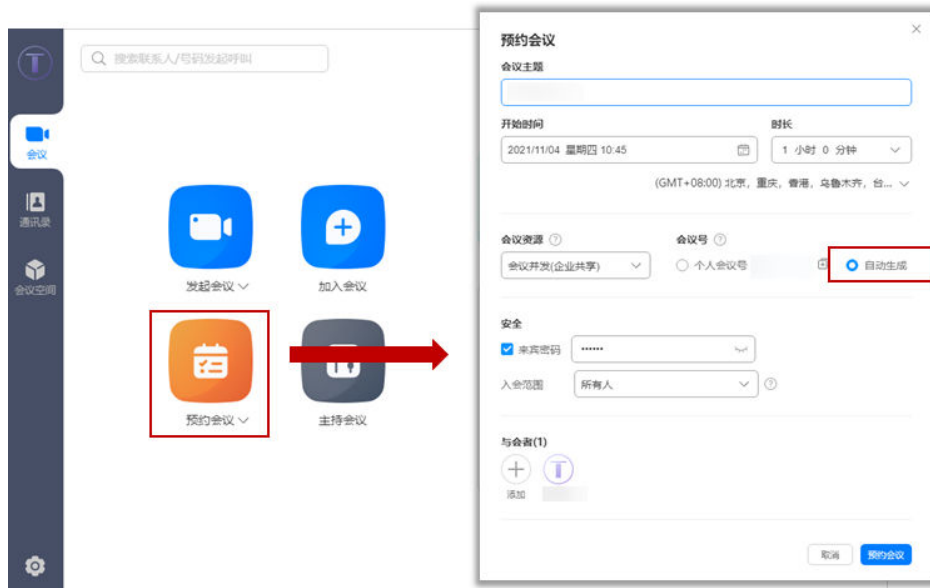 搜索联系人/号码发起呼叫
会议
通讯录
会议空间
发起会议
加入会议
预约会议
主持会议
预约会议
会议主题
开始时间
时长
2021/11/04 星期四 10:45
1 小时 0 分钟
(GMT+08:00) 北京，重庆，香港，乌鲁木齐，台...
会议资源
会议号
会议并发(企业共享)
个人会议号
自动生成
安全
来宾密码
••••••
入会范围
所有人
与会者(1)
添加
取消
预约会议